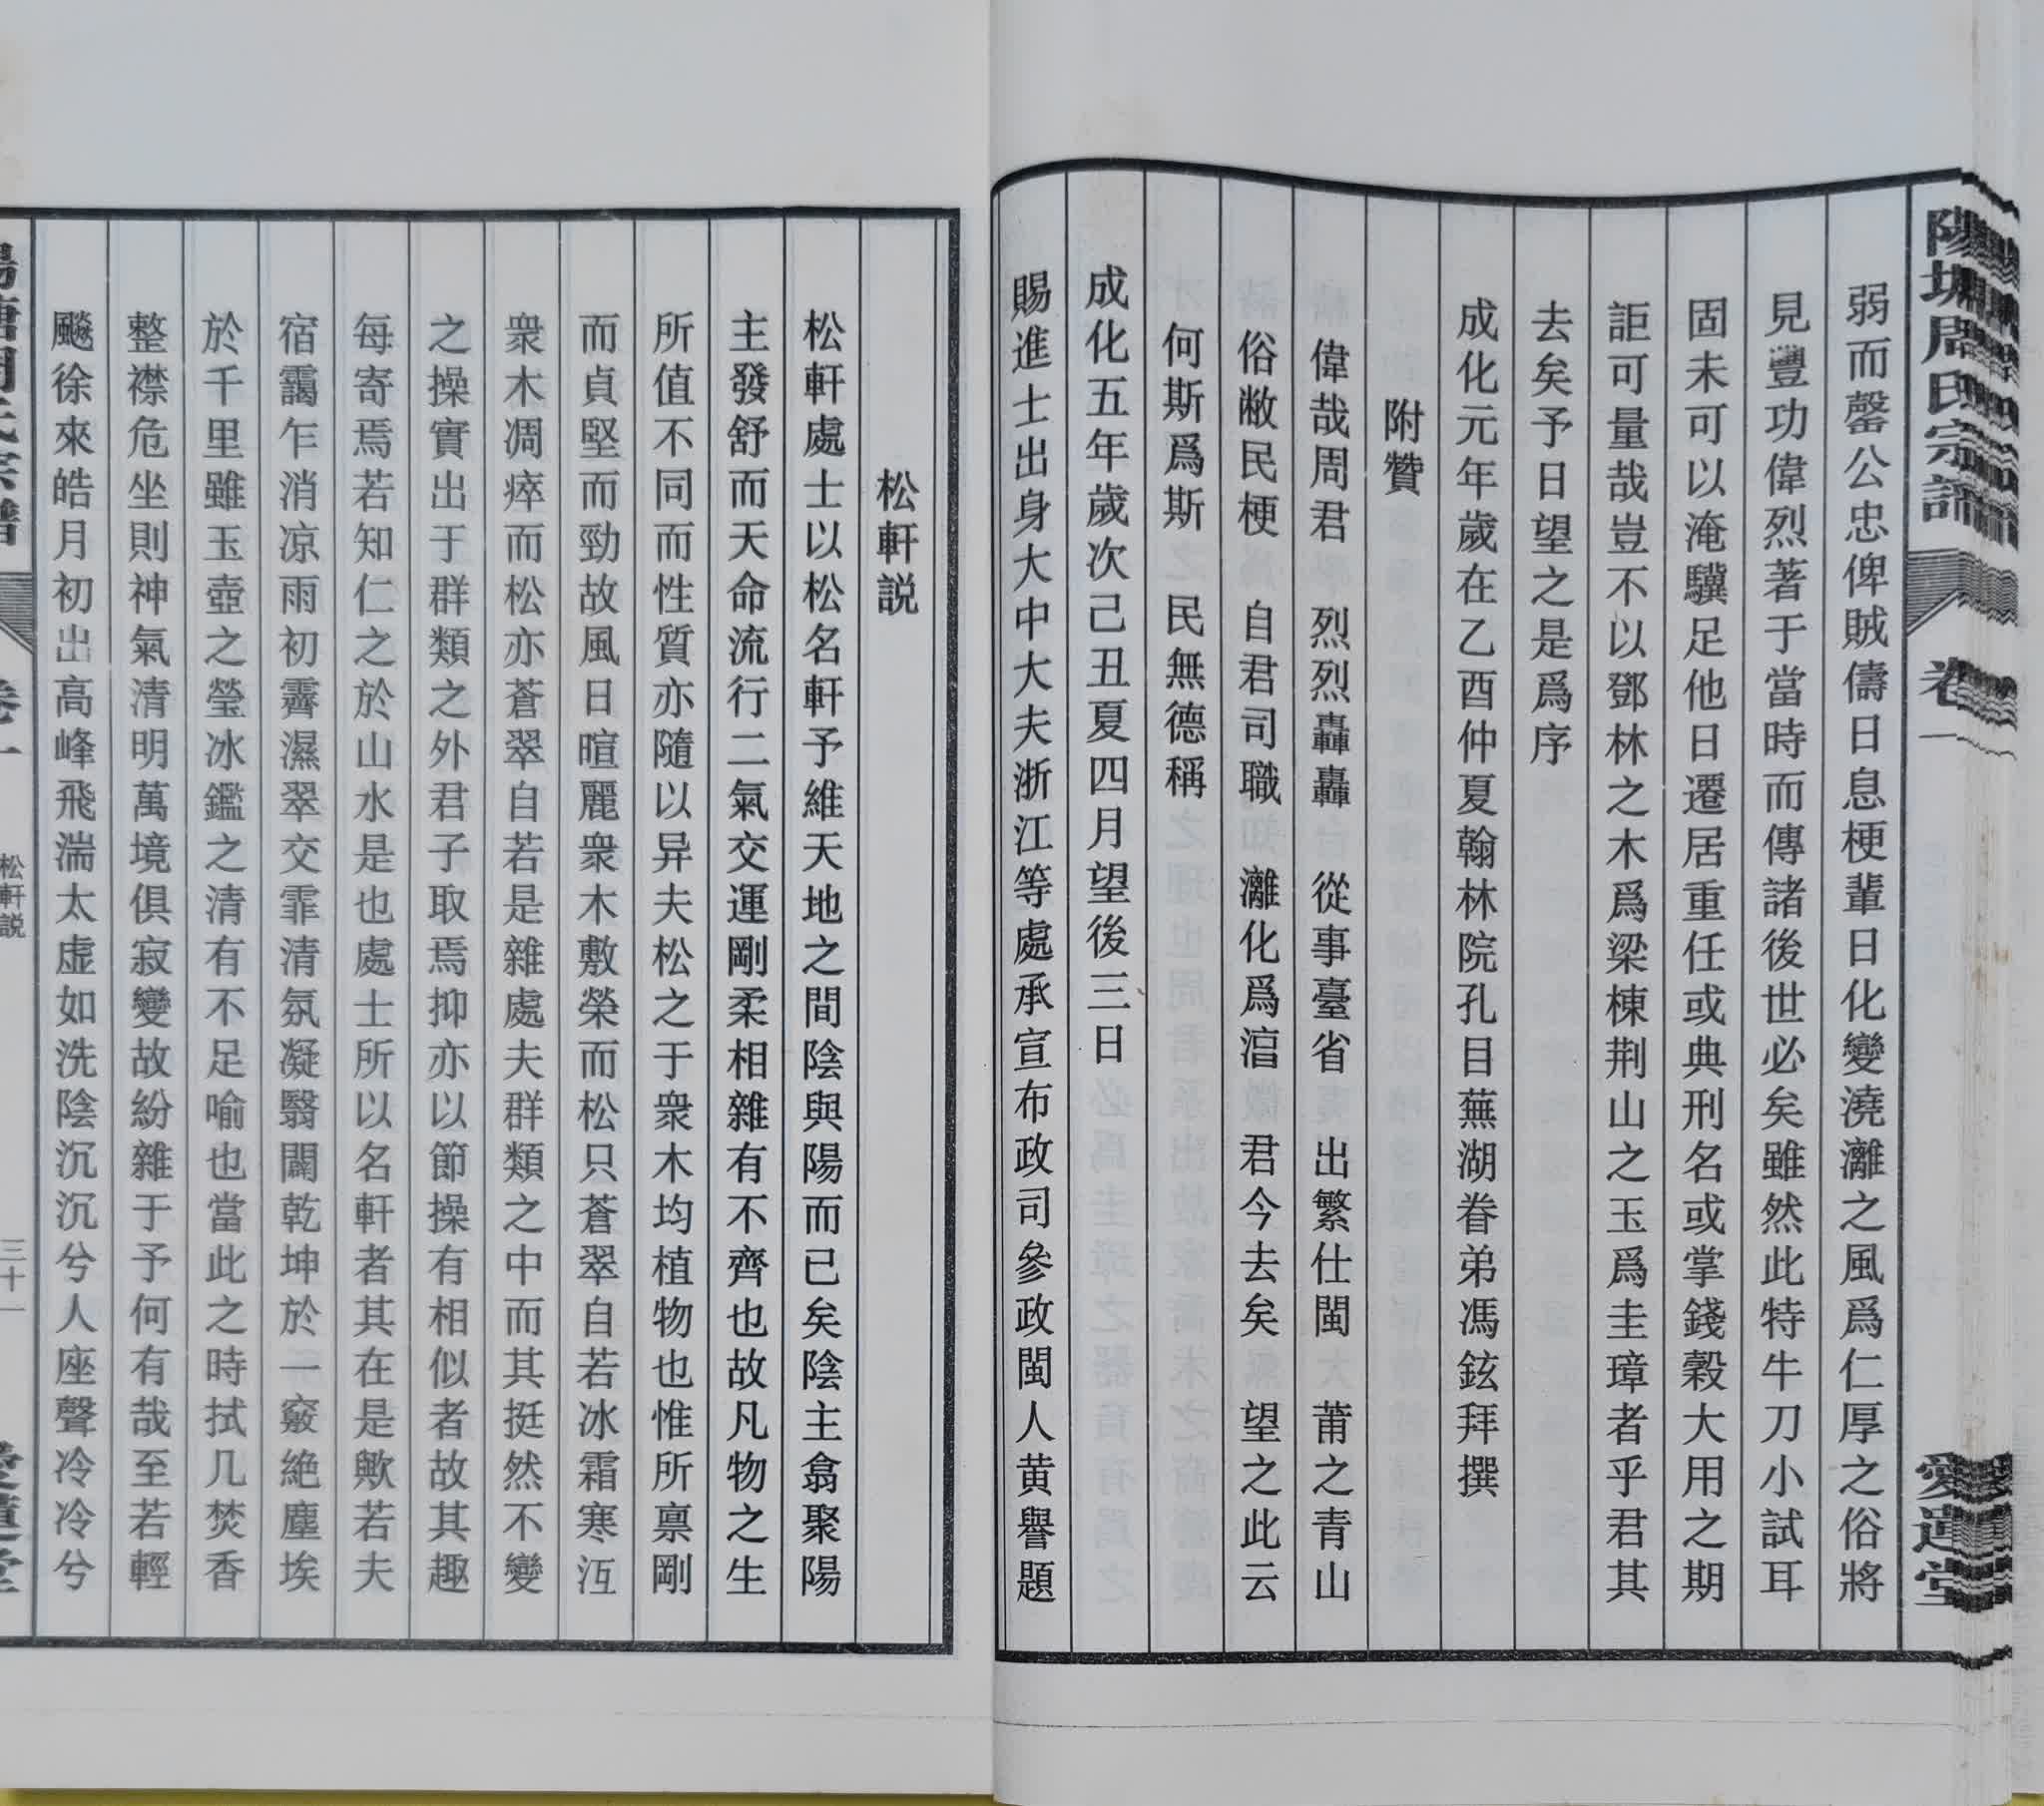 陽塘周氏宗譜 卷一 愛蓮堂
弱而罄公忠俾賊儔日息梗輩日化變澆漓之風爲仁厚之俗將
見豐功偉烈著于當時而傳諸後世必矣雖然此特牛刀小試耳
固未可以淹驥足他日遷居重任或典刑名或掌錢穀大用之期
詎可量哉豈不以鄧林之木爲梁棟荆山之玉爲圭璋者乎君其
去矣予日望之是爲序
成化元年歲在乙酉仲夏翰林院孔目蕪湖眷弟馮鉉拜撰
附贊
偉哉周君 烈烈轟轟 從事臺省 出繁仕閩 莆之青山
俗敝民梗 自君司職 漓化爲湻 君今去矣 望之此云
何斯爲斯 民無德稱
成化五年歲次己丑夏四月望後三日
賜進士出身大中大夫浙江等處承宣布政司參政閩人黄譽題
松軒説
松軒處士以松名軒予維天地之間陰與陽而已矣陰主翕聚陽
主發舒而天命流行二氣交運剛柔相雜有不齊也故凡物之生
所值不同而性質亦隨以异夫松之于衆木均植物也惟所禀剛
而貞堅而勁故風日暄麗衆木敷榮而松只蒼翠自若冰霜寒冱
衆木凋瘁而松亦蒼翠自若是雜處夫群類之中而其挺然不變
之操實出于群類之外君子取焉抑亦以節操有相似者故其趣
每寄焉若知仁之於山水是也處士所以名軒者其在是歟若夫
宿靄乍消凉雨初霽濕翠交霏清氛凝翳闢乾坤於一竅絶塵埃
於千里雖玉壺之瑩冰鑑之清有不足喻也當此之時拭几焚香
整襟危坐則神氣清明萬境俱寂變故紛雜于予何有哉至若輕
飈徐來皓月初出高峰飛湍太虚如洗陰沉沉兮人座聲冷冷兮
陽塘周氏宗譜 卷一 松軒説 三十一 愛蓮堂